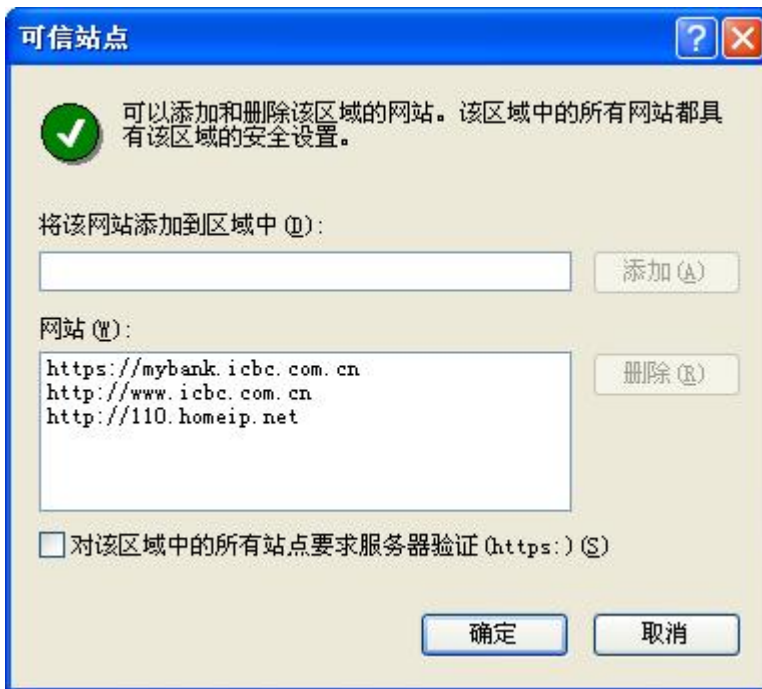 可信站点
可以添加和删除该区域的网站。该区域中的所有网站都具
有该区域的安全设置。
将该网站添加到区域中(D):
添加(A)
网站(W):
https://mybank.icbc.com.cn
http://www.icbc.com.cn
http://110.homeip.net
删除(R)
对该区域中的所有站点要求服务器验证(https:)(S)
确定
取消